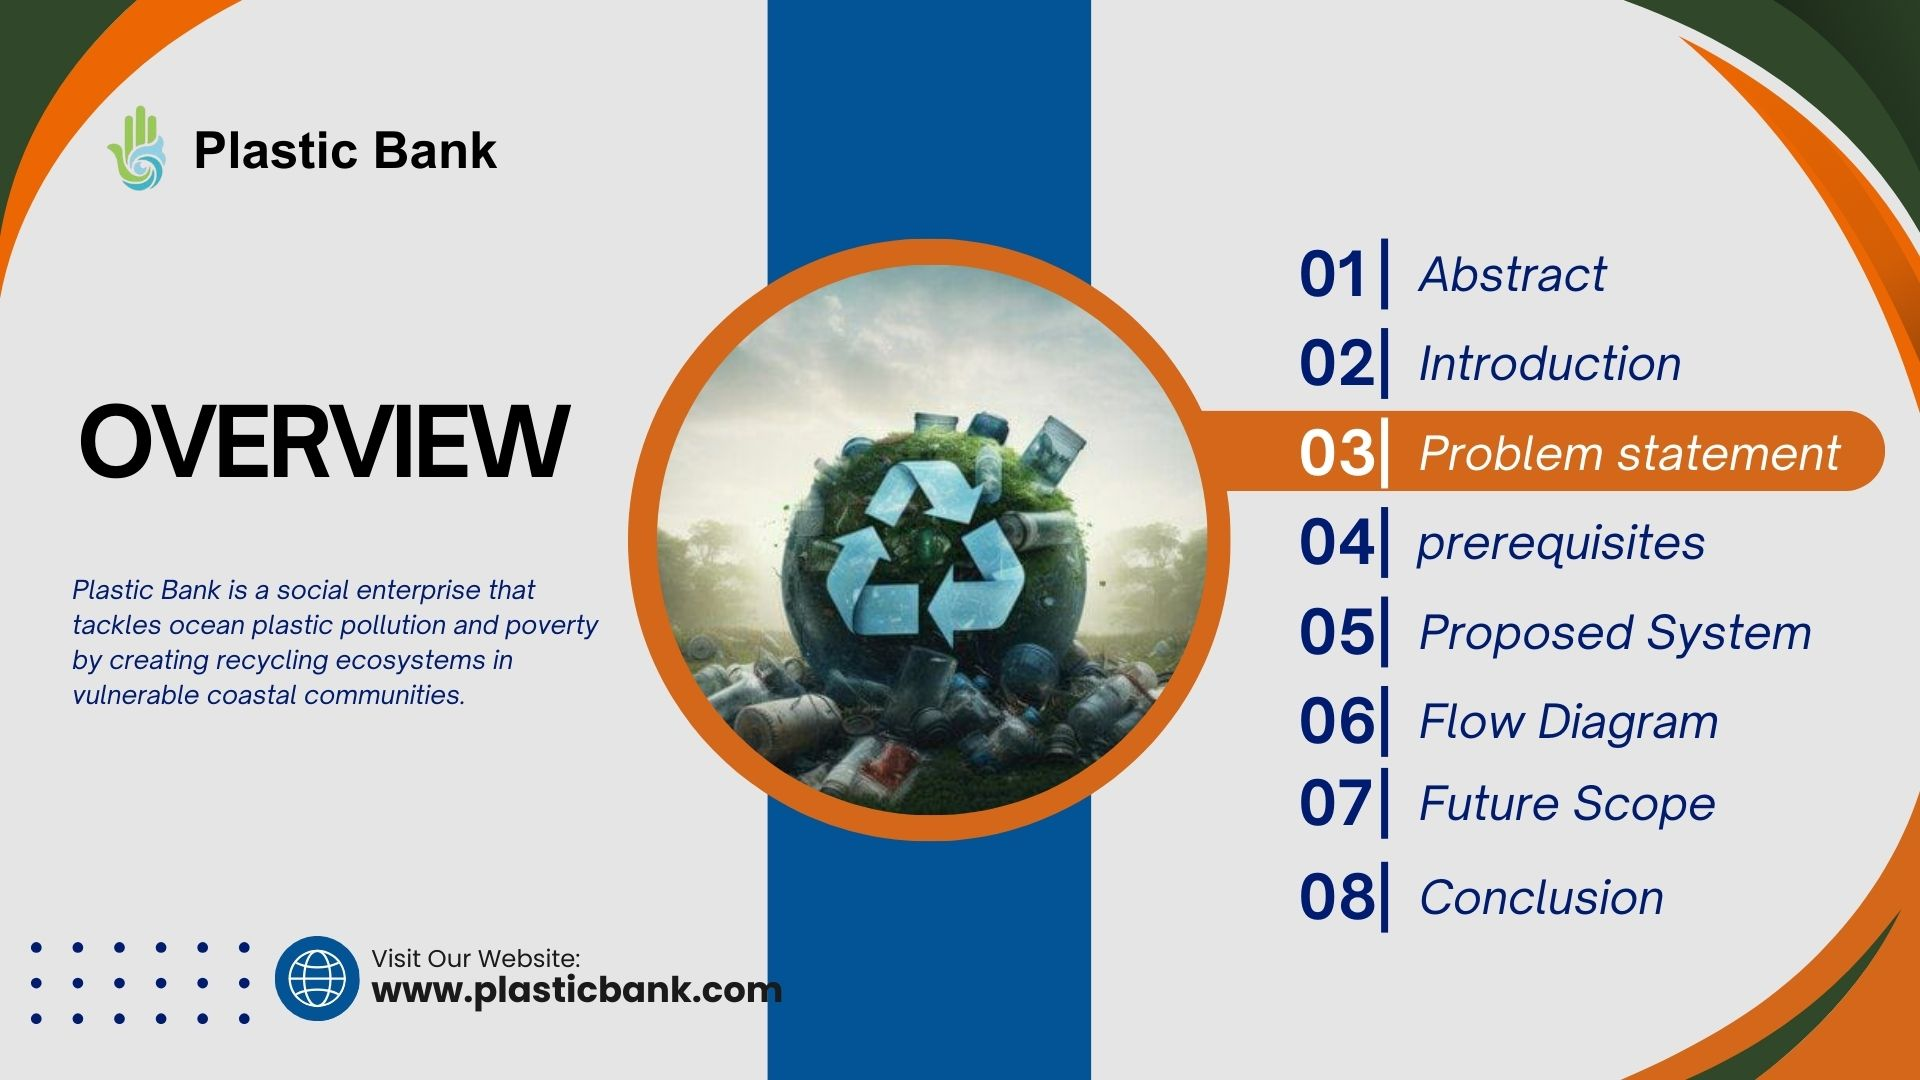 Plastic Bank
OVERVIEW
Plastic Bank is a social enterprise that
tackles ocean plastic pollution and poverty
by creating recycling ecosystems in
vulnerable coastal communities.
Visit Our Website:
www.plasticbank.com
01 Abstract
02 Introduction
03 Problem statement
04 prerequisites
05 Proposed System
06 Flow Diagram
07 Future Scope
08 Conclusion